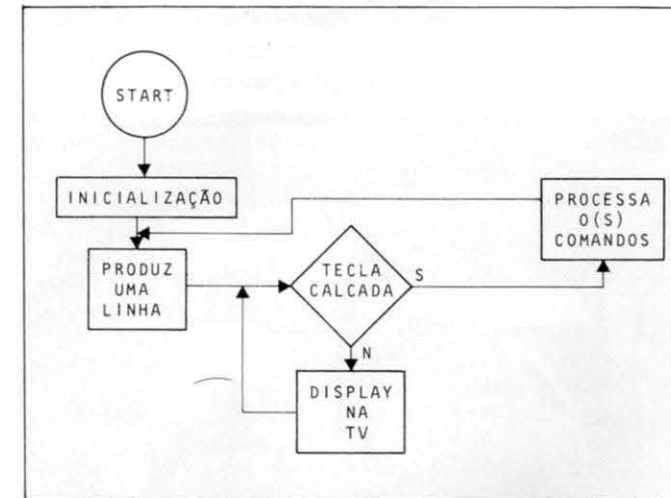 START
INICIALIZAÇÃO
PRODUZ
UMA
LINHA
TECLA
CALCADA
S
N
PROCESSA
O(S)
COMANDOS
DISPLAY
NA
TV